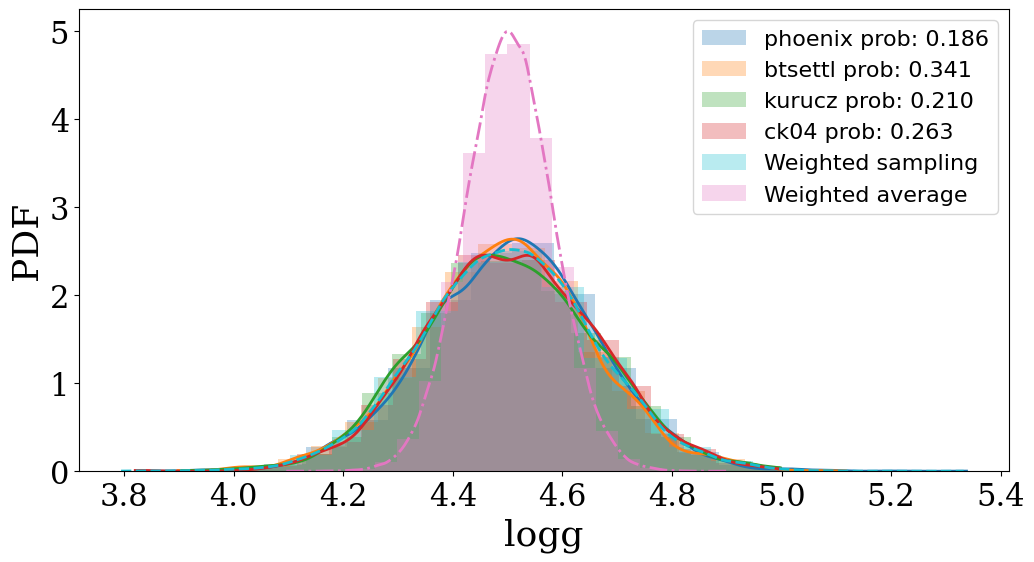 5
4
3
2
1
0
PDF
3.8 4.0 4.2 4.4 4.6 4.8 5.0 5.2 5.4
logg
phoenix prob: 0.186
btsettl prob: 0.341
kurucz prob: 0.210
ck04 prob: 0.263
Weighted sampling
Weighted average